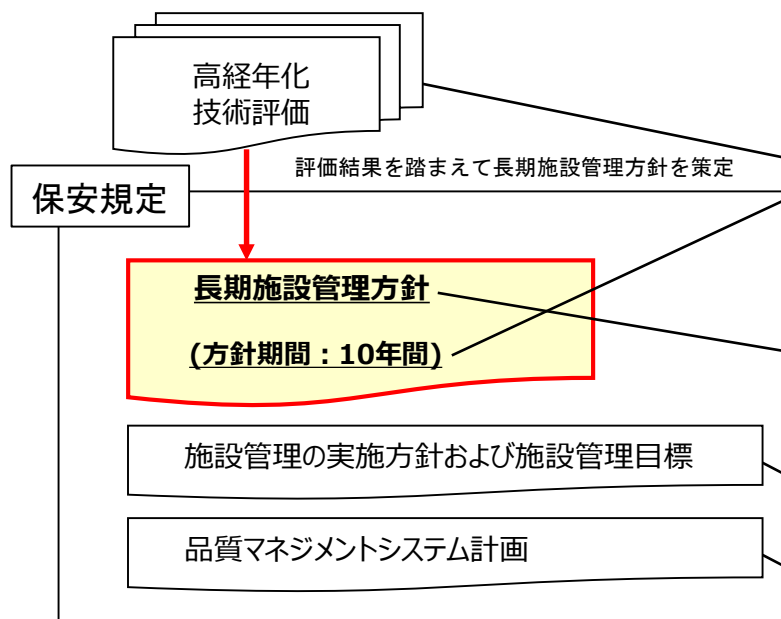 高経年化
技術評価
評価結果を踏まえて長期施設管理方針を策定
保安規定
長期施設管理方針
(方針期間：10年間)
施設管理の実施方針および施設管理目標
品質マネジメントシステム計画